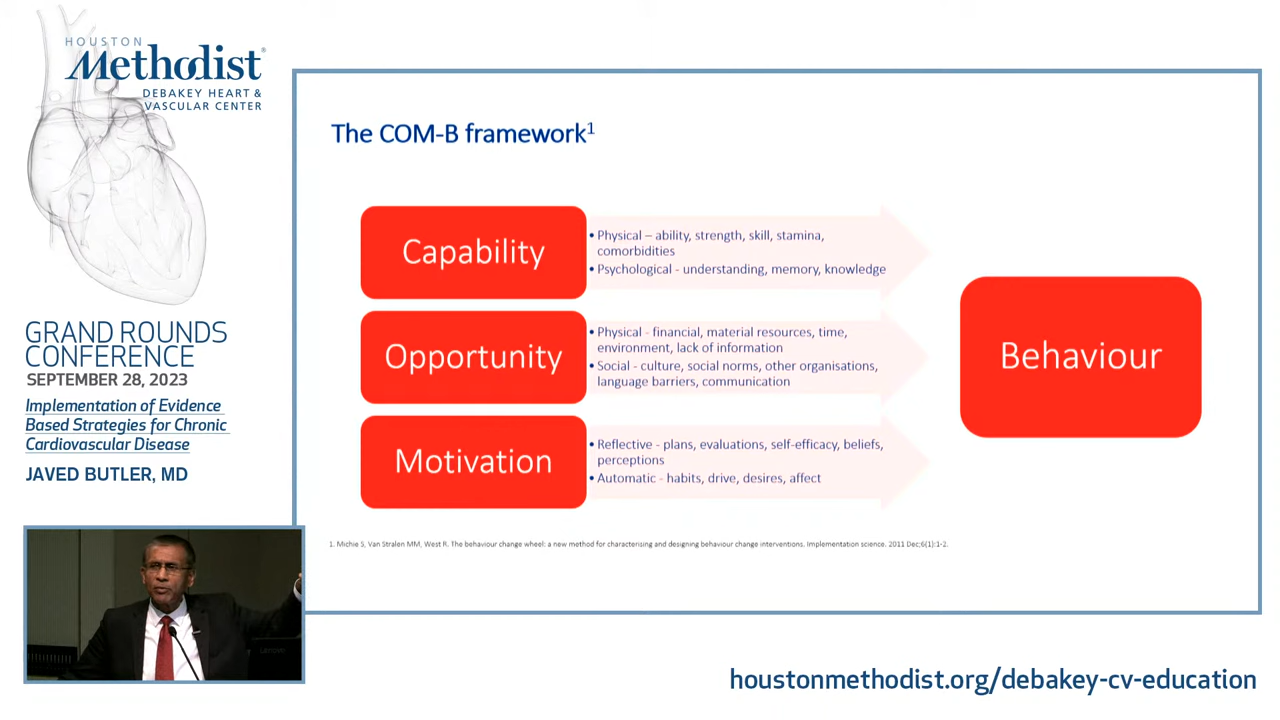 HOUSTON
Methodist®
DEBAKEY HEART &
VASCULAR CENTER
GRAND ROUNDS
CONFERENCE
SEPTEMBER 28, 2023
Implementation of Evidence
Based Strategies for Chronic
Cardiovascular Disease
JAVED BUTLER, MD
The COM-B framework1
Capability
• Physical – ability, strength, skill, stamina,
comorbidities
• Psychological - understanding, memory, knowledge
Opportunity
• Physical - financial, material resources, time,
environment, lack of information
• Social - culture, social norms, other organisations,
language barriers, communication
Motivation
• Reflective - plans, evaluations, self-efficacy, beliefs,
perceptions
• Automatic - habits, drive, desires, affect
Behaviour
1. Michie S, Van Stralen MM, West R. The behaviour change wheel: a new method for characterising and designing behaviour change interventions. Implementation science. 2011 Dec;6(1):1-2.
houstonmethodist.org/debakey-cv-education